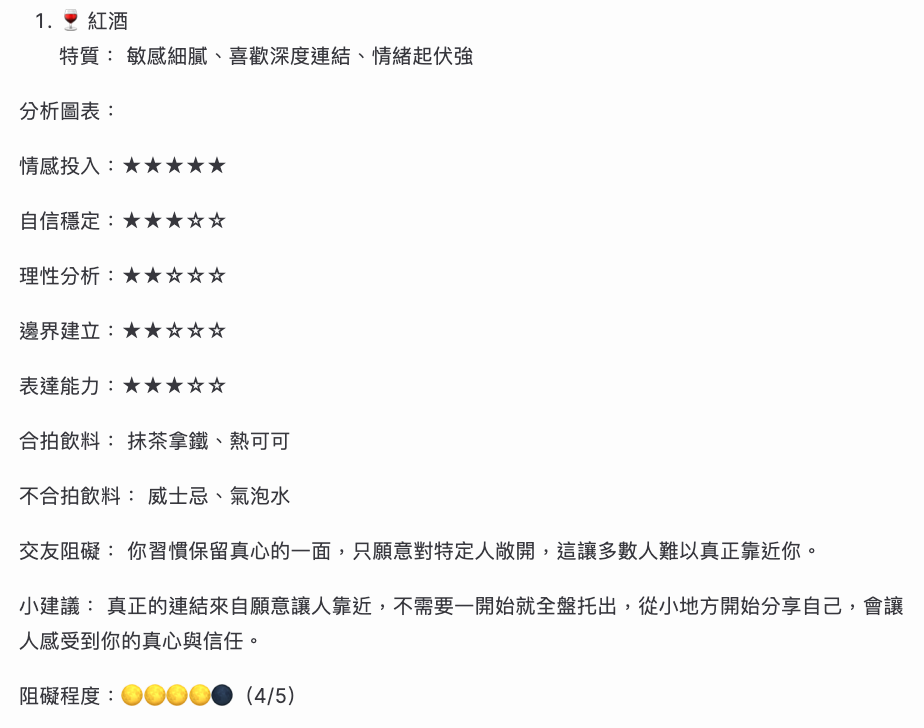 1. 🍷 紅酒
特質： 敏感細膩、喜歡深度連結、情緒起伏強
分析圖表：
情感投入：★★★★★
自信穩定：★★★☆☆
理性分析：★★☆☆☆
邊界建立：★★☆☆☆
表達能力：★★★☆☆
合拍飲料： 抹茶拿鐵、熱可可
不合拍飲料： 威士忌、氣泡水
交友阻礙： 你習慣保留真心的一面，只願意對特定人敞開，這讓多數人難以真正靠近你。
小建議： 真正的連結來自願意讓人靠近，不需要一開始就全盤托出，從小地方開始分享自己，會讓
人感受到你的真心與信任。
阻礙程度：🌕🌕🌕🌕🌑（4/5）